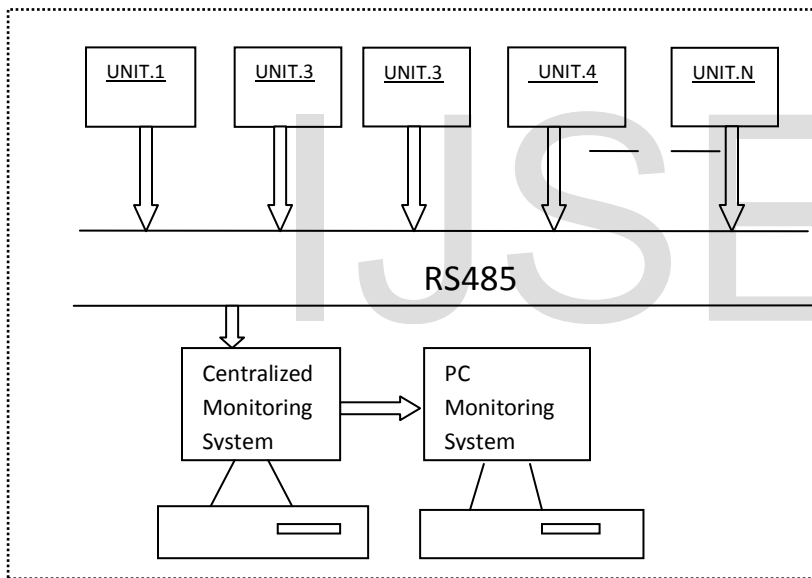 UNIT.1 UNIT.3 UNIT.3 UNIT.4 UNIT.N
IJSE
RS485
Centralized
Monitoring
System
PC
Monitoring
System